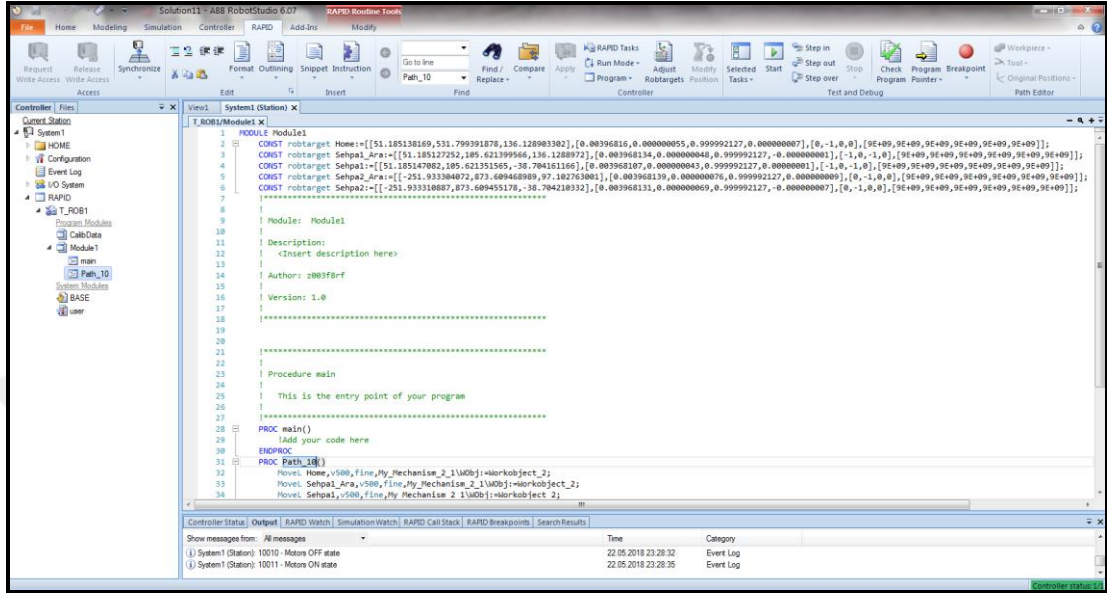 Solution11 - ABB RobotStudio 6.07
RAPID Routine Tools
File Home Modeling Simulation Controller RAPID Add-Ins Modify
Request Write Access
Release Write Access
Synchronize
Access
Format Outlining
Edit
Snippet Instruction
Insert
Go to line
Path_10
Find / Replace
Compare
Find
Apply
RAPID Tasks
Run Mode
Program
Adjust Robtargets
Modify Position
Controller
Selected Tasks
Start
Step in
Step out
Step over
Stop
Check Program
Program Pointer
Breakpoint
Test and Debug
Workpiece
Tool
Original Positions
Path Editor
Controller Files
View1 System1 (Station)
Current Station
System1
HOME
Configuration
Event Log
I/O System
RAPID
T_ROB1
Program Modules
CalibData
Module1
main
Path_10
System Modules
BASE
user
T_ROB1/Module1
1 MODULE Module1
2 CONST robtarget Home:=[[51.185138169,531.799391878,136.128903302],[0.00396816,0.000000055,0.999992127,0.000000007],[0,-1,0,0],[9E+09,9E+09,9E+09,9E+09,9E+09,9E+09]];
3 CONST robtarget Sehpa1_Ara:=[[51.185127252,105.621399566,136.1288972],[0.003968134,0.000000048,0.999992127,-0.000000001],[-1,0,-1,0],[9E+09,9E+09,9E+09,9E+09,9E+09,9E+09]];
4 CONST robtarget Sehpa1:=[[51.185147082,105.621351565,-38.704161166],[0.003968107,0.000000043,0.999992127,0.00000001],[-1,0,-1,0],[9E+09,9E+09,9E+09,9E+09,9E+09,9E+09]];
5 CONST robtarget Sehpa2_Ara:=[[-251.933304072,873.609468989,97.102763001],[0.003968139,0.000000076,0.999992127,0.000000009],[0,-1,0,0],[9E+09,9E+09,9E+09,9E+09,9E+09,9E+09]];
6 CONST robtarget Sehpa2:=[[-251.933310887,873.609455178,-38.704210332],[0.003968131,0.000000069,0.999992127,-0.000000007],[0,-1,0,0],[9E+09,9E+09,9E+09,9E+09,9E+09,9E+09]];
7 !***********************************************************
8 !
9 ! Module: Module1
10 !
11 ! Description:
12 ! <Insert description here>
13 !
14 ! Author: z003f8rf
15 !
16 ! Version: 1.0
17 !
18 !***********************************************************
19
20
21 !***********************************************************
22 !
23 ! Procedure main
24 !
25 ! This is the entry point of your program
26 !
27 !***********************************************************
28 PROC main()
29 !Add your code here
30 ENDPROC
31 PROC Path_10()
32 MoveL Home,v500,fine,My_Mechanism_2_1\WObj:=Workobject_2;
33 MoveL Sehpa1_Ara,v500,fine,My_Mechanism_2_1\WObj:=Workobject_2;
34 MoveL Sehpa1,v500,fine,My_Mechanism_2_1\WObj:=Workobject_2;
Controller Status Output RAPID Watch Simulation Watch RAPID Call Stack RAPID Breakpoints Search Results
Show messages from: All messages Time Category
System1 (Station): 10010 - Motors OFF state 22.05.2018 23:28:32 Event Log
System1 (Station): 10011 - Motors ON state 22.05.2018 23:28:35 Event Log
Controller status: 1/1